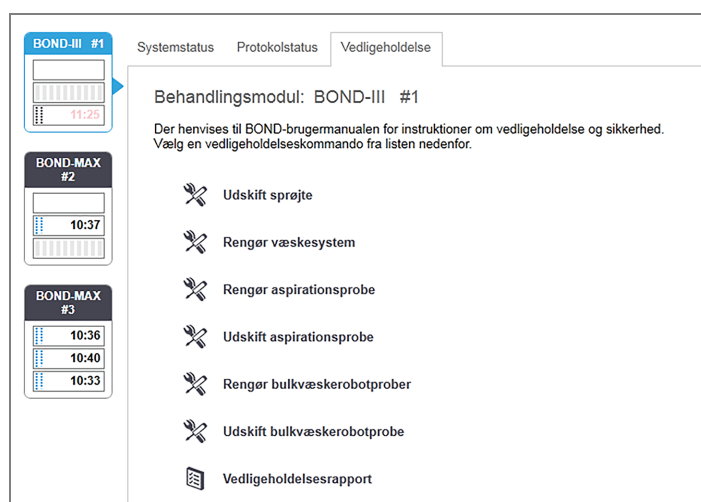 BOND-III #1
11:25
BOND-MAX
#2
10:37
BOND-MAX
#3
10:36
10:40
10:33
Systemstatus Protokolstatus Vedligeholdelse
Behandlingsmodul: BOND-III #1
Der henvises til BOND-brugermanualen for instruktioner om vedligeholdelse og sikkerhed.
Vælg en vedligeholdelseskommando fra listen nedenfor.
Udskift sprøjte
Rengør væskesystem
Rengør aspirationsprobe
Udskift aspirationsprobe
Rengør bulkvæskerobotprober
Udskift bulkvæskerobotprobe
Vedligeholdelsesrapport